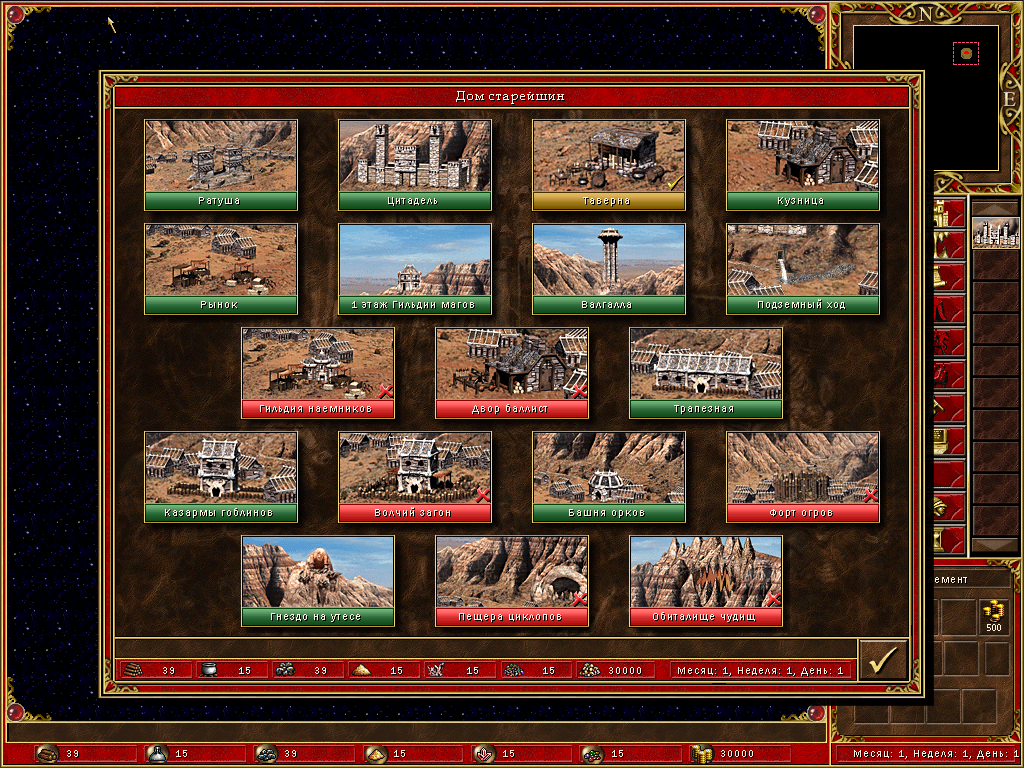 N
E
Дом старейшин
Ратуша
Цитадель
Таверна
Кузница
Рынок
1 этаж Гильдии магов
Валгалла
Подземный ход
Гильдия наемников
Двор баллист
Трапезная
Казармы гоблинов
Волчий загон
Башня орков
Форт огров
Гнездо на утесе
Пещера циклопов
Обиталище чудищ
емент
500
39 15 39 15 15 15 30000 Месяц: 1, Неделя: 1, День: 1
39 15 39 15 15 15 30000 Месяц: 1, Неделя: 1, День: 1